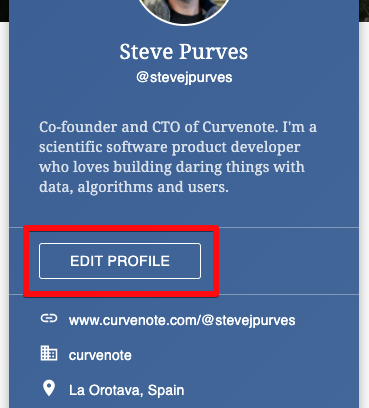 Steve Purves
@stevejpurves
Co-founder and CTO of Curvenote. I'm a
scientific software product developer
who loves building daring things with
data, algorithms and users.
EDIT PROFILE
www.curvenote.com/@stevejpurves
curvenote
La Orotava, Spain